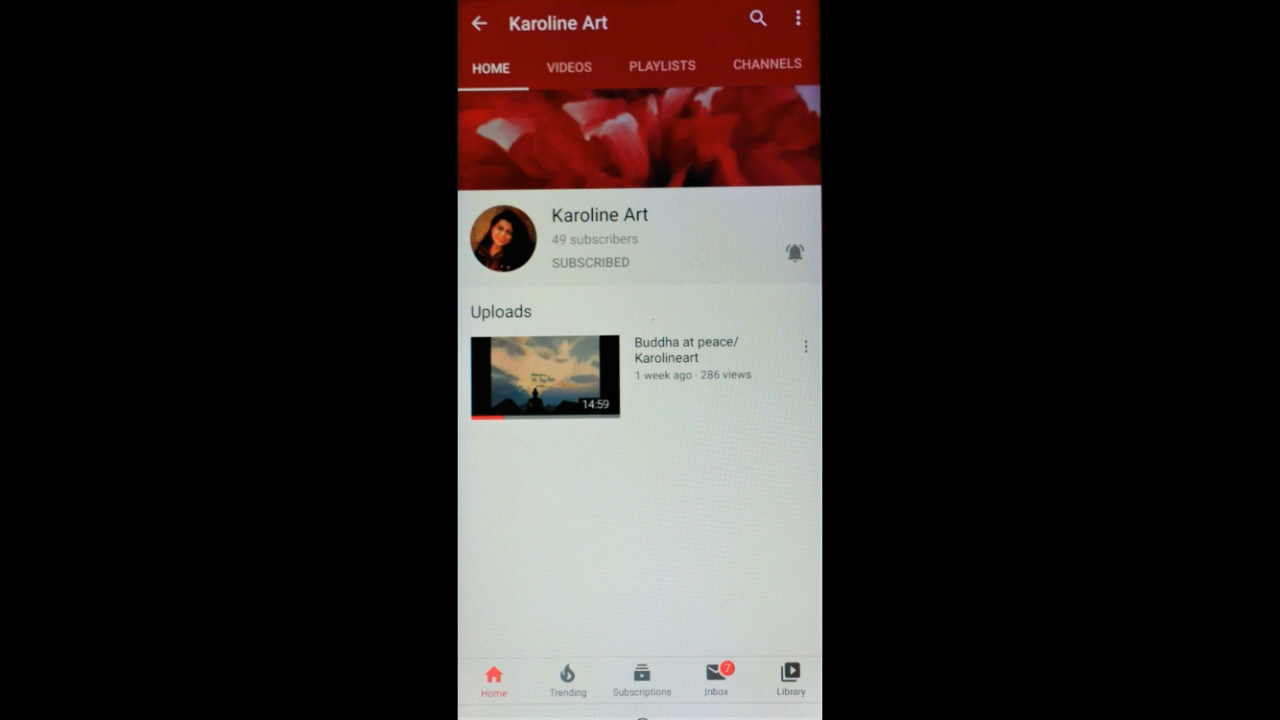 Karoline Art
HOME VIDEOS PLAYLISTS CHANNELS
Karoline Art
49 subscribers
SUBSCRIBED
Uploads
Buddha at peace/
Karolineart
1 week ago · 286 views
14:59
7
Home Trending Subscriptions Inbox Library